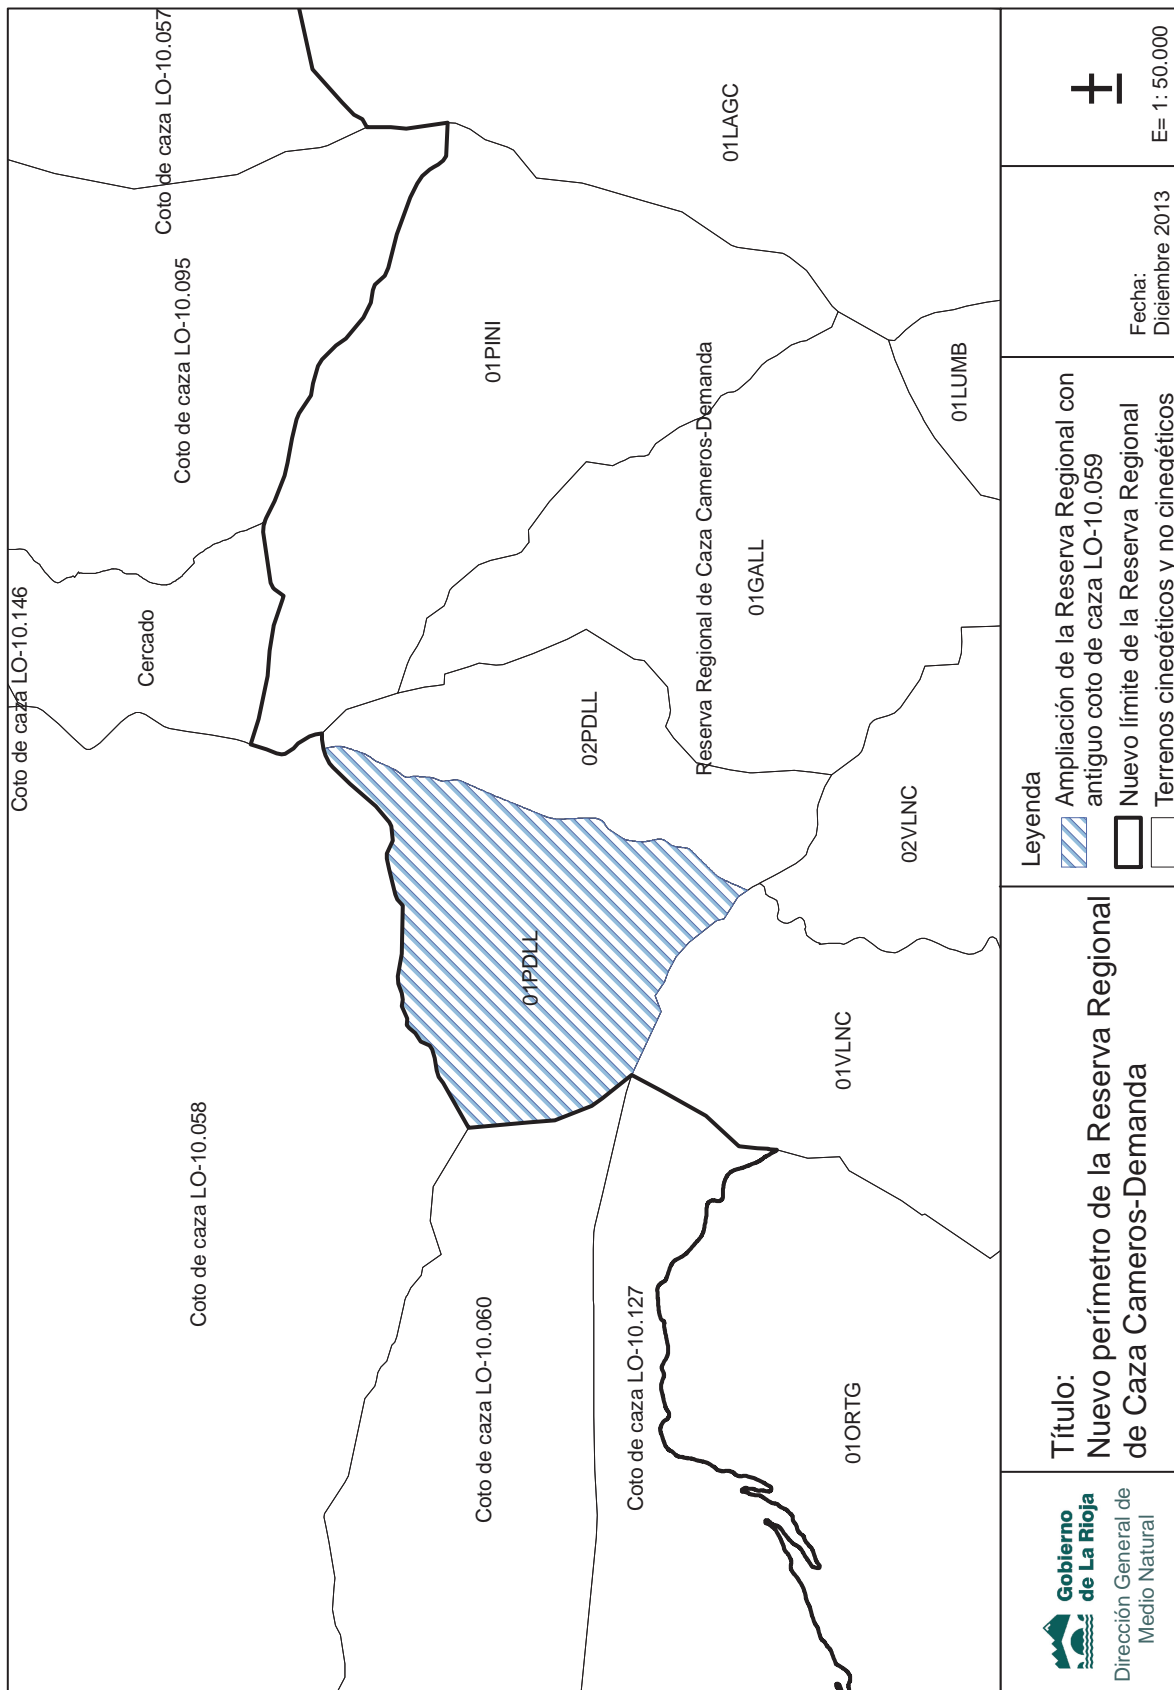 Coto de caza LO-10.146
Cercado
Coto de caza LO-10.095
Coto de caza LO-10.057
Coto de caza LO-10.058
Coto de caza LO-10.060
Coto de caza LO-10.127
01PDLL
02PDLL
01PINI
01LAGC
Reserva Regional de Caza Cameros-Demanda
01GALL
01ORTG
01VLNC
02VLNC
01LUMB
Gobierno
de La Rioja
Dirección General de
Medio Natural
Título:
Nuevo perímetro de la Reserva Regional
de Caza Cameros-Demanda
Leyenda
Ampliación de la Reserva Regional con
antiguo coto de caza LO-10.059
Nuevo límite de la Reserva Regional
Terrenos cinegéticos y no cinegéticos
Fecha:
Diciembre 2013
E= 1: 50.000